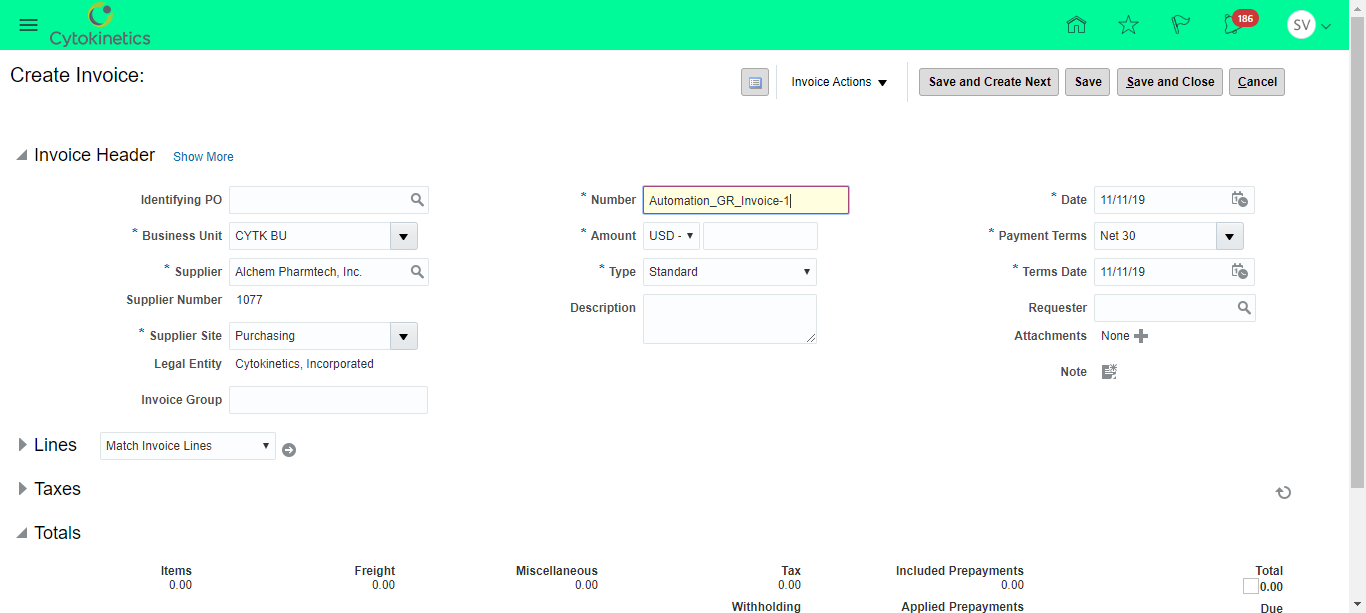 Cytokinetics
186
SV
Create Invoice:
Invoice Actions
Save and Create Next
Save
Save and Close
Cancel
Invoice Header Show More
Identifying PO
* Business Unit CYTK BU
* Supplier Alchem Pharmtech, Inc.
Supplier Number 1077
* Supplier Site Purchasing
Legal Entity Cytokinetics, Incorporated
Invoice Group
* Number Automation_GR_Invoice-1
* Amount USD -
* Type Standard
Description
* Date 11/11/19
* Payment Terms Net 30
* Terms Date 11/11/19
Requester
Attachments None
Note
Lines Match Invoice Lines
Taxes
Totals
Items Freight Miscellaneous Tax Included Prepayments Total
0.00 0.00 0.00 0.00 0.00 0.00
Withholding Applied Prepayments Due